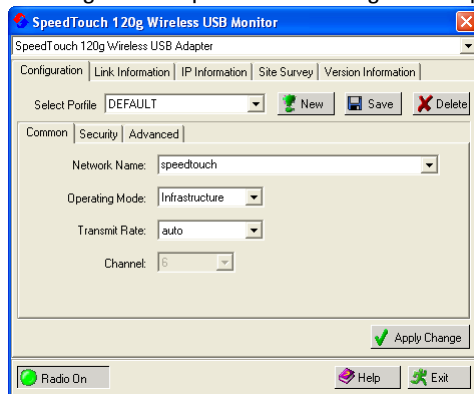 SpeedTouch 120g Wireless USB Monitor
SpeedTouch 120g Wireless USB Adapter
Configuration Link Information IP Information Site Survey Version Information
Select Porfile DEFAULT New Save Delete
Common Security Advanced
Network Name: speedtouch
Operating Mode: Infrastructure
Transmit Rate: auto
Channel: 6
Apply Change
Radio On Help Exit